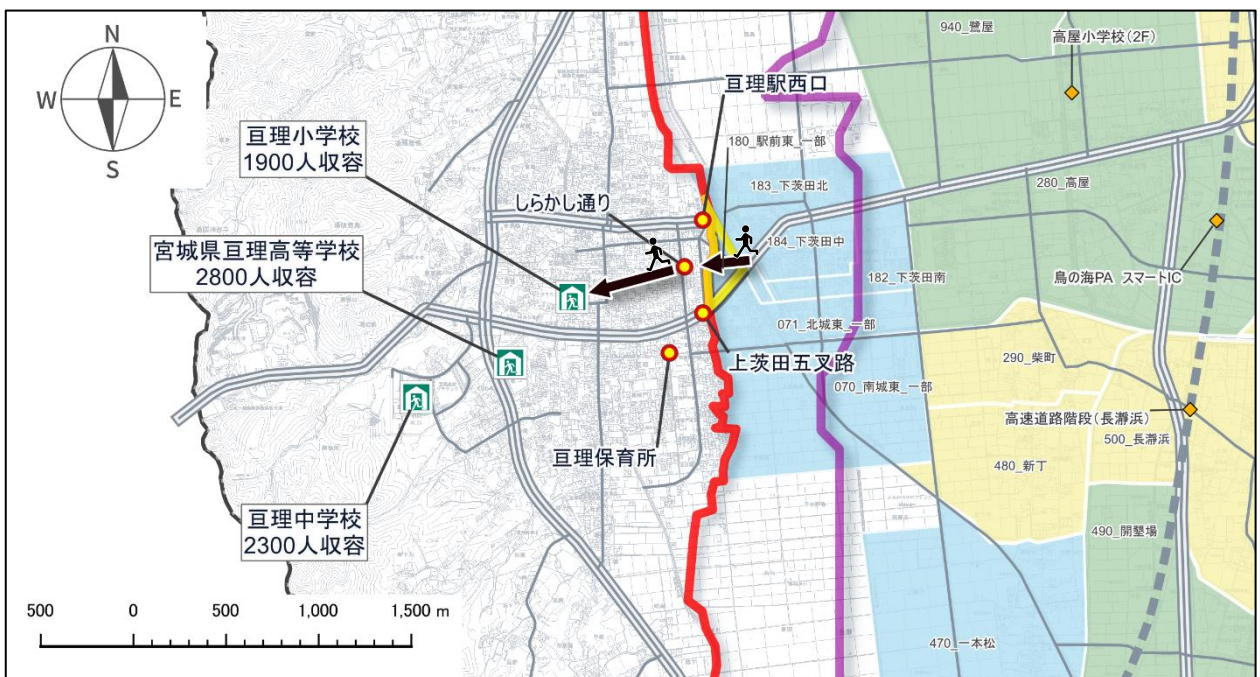 N
W
E
S
940_鷺屋
高屋小学校(2F)
亘理駅西口
亘理小学校
1900人収容
180_駅前東_一部
183_下茨田北
280_高屋
しらかし通り
184_下茨田中
宮城県亘理高等学校
2800人収容
182_下茨田南
鳥の海PA スマートIC
071_北城東_一部
290_柴町
上茨田五叉路
070_南城東_一部
高速道路階段(長瀞浜)
500_長瀞浜
亘理保育所
480_新丁
亘理中学校
2300人収容
490_開墾場
500 0 500 1,000 1,500 m
470_一本松